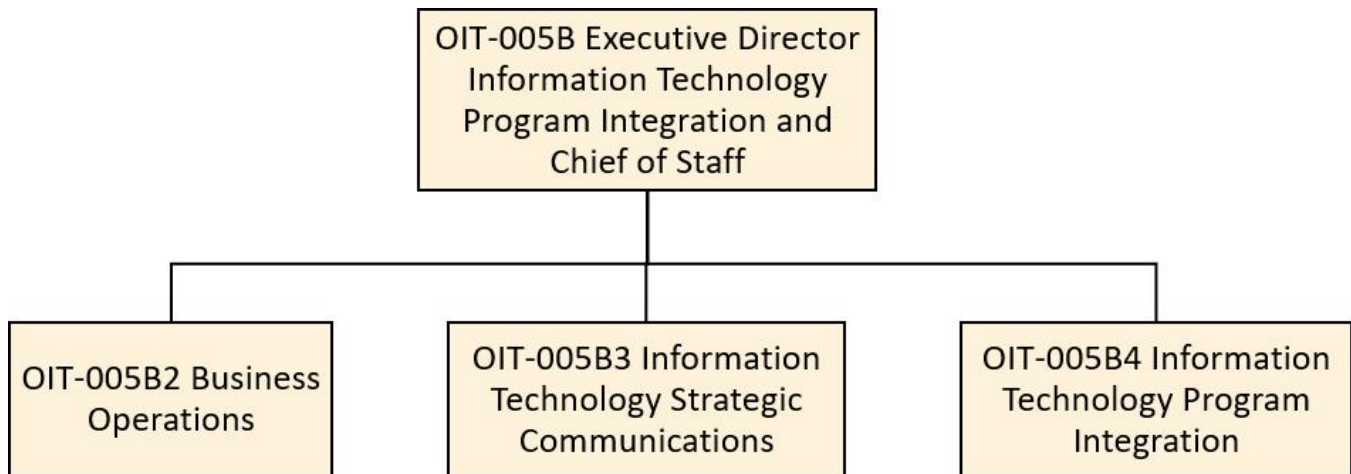 OIT-005B Executive Director
Information Technology
Program Integration and
Chief of Staff
OIT-005B2 Business
Operations
OIT-005B3 Information
Technology Strategic
Communications
OIT-005B4 Information
Technology Program
Integration